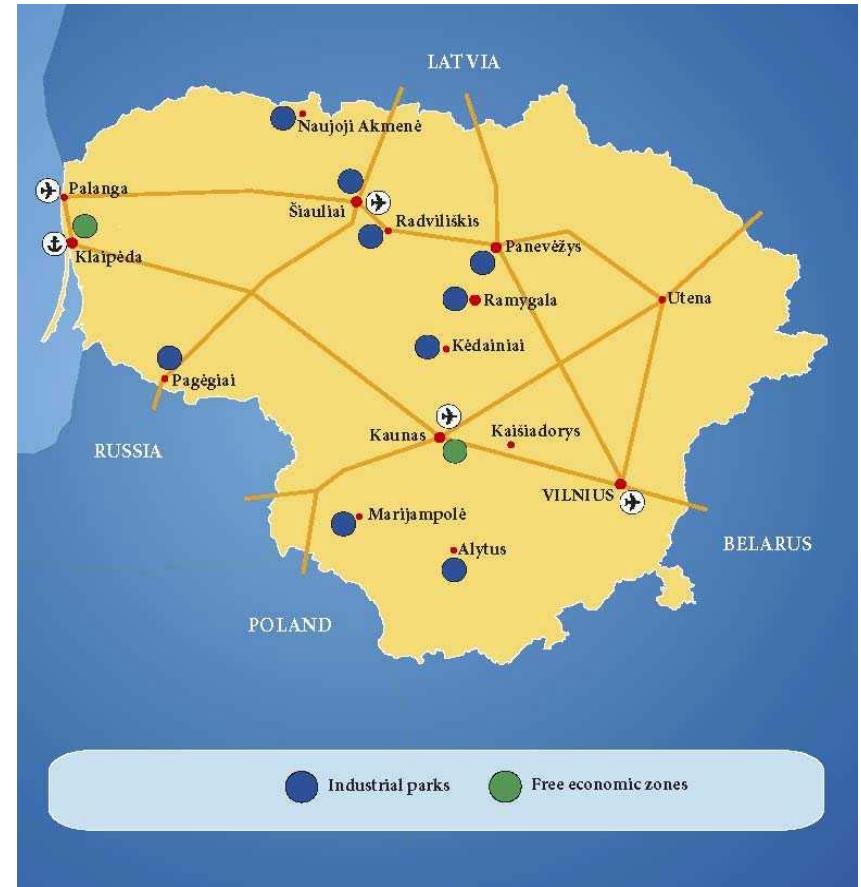 LATVIA
Naujoji Akmenė
Palanga
Šiauliai
Radviliškis
Klaipėda
Panevėžys
Ramygala
Utena
Kėdainiai
Pagėgiai
Kaunas
Kaišiadorys
RUSSIA
VILNIUS
Marijampolė
BELARUS
Alytus
POLAND
Industrial parks
Free economic zones